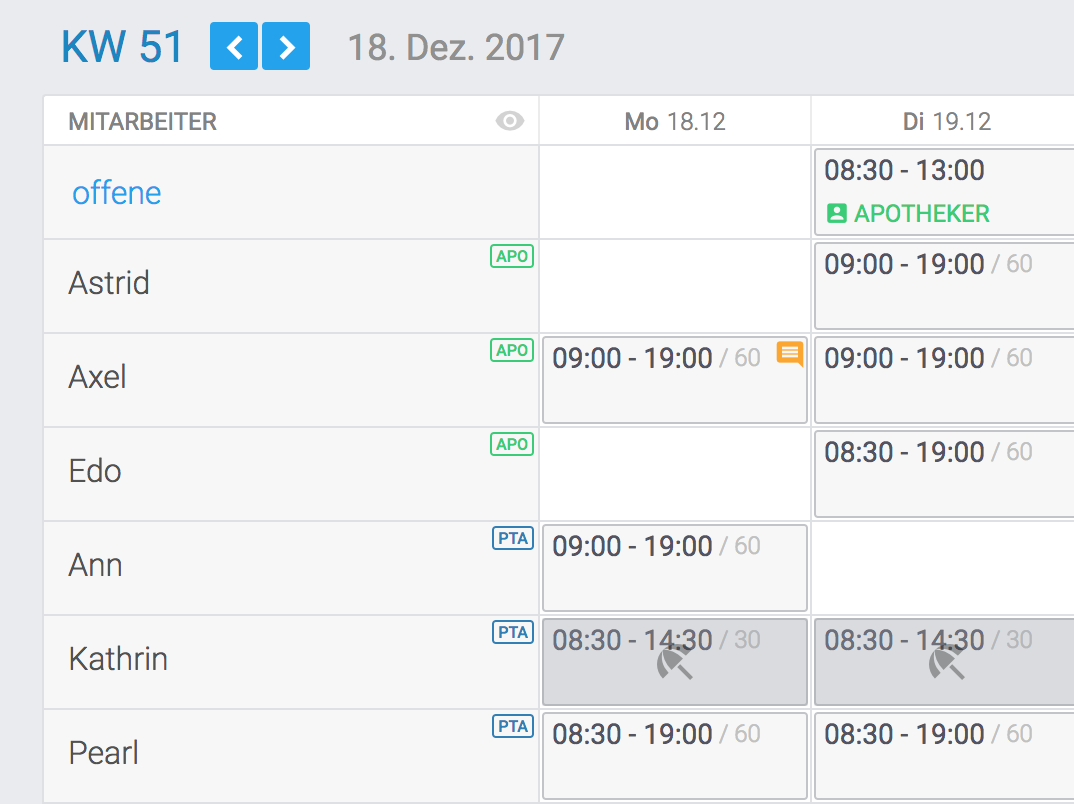 KW 51 18. Dez. 2017
MITARBEITER Mo 18.12 Di 19.12
offene 08:30 - 13:00
APOTHEKER
Astrid APO 09:00 - 19:00 / 60
Axel APO 09:00 - 19:00 / 60 09:00 - 19:00 / 60
Edo APO 08:30 - 19:00 / 60
Ann PTA 09:00 - 19:00 / 60
Kathrin PTA 08:30 - 14:30 / 30 08:30 - 14:30 / 30
Pearl PTA 08:30 - 19:00 / 60 08:30 - 19:00 / 60